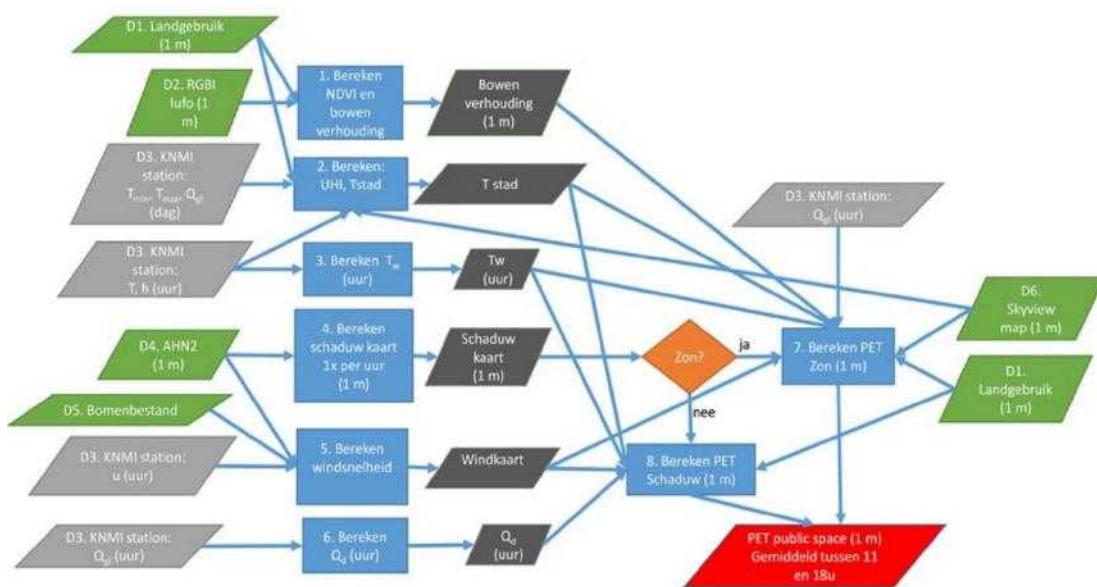 D1. Landgebruik
(1 m)
D2. RGBI
lufo (1
m)
1. Bereken
NDVI en
bowen
verhouding
Bowen
verhouding
(1 m)
D3. KNMI
station:
Tmin, Tmax, Qgl
(dag)
2. Bereken:
UHI, Tstad
T stad
D3. KNMI station:
Qgl (uur)
D3. KNMI
station:
T, h (uur)
3. Bereken Tw
(uur)
Tw
(uur)
D6.
Skyview
map (1 m)
D4. AHN2
(1 m)
4. Bereken
schaduw kaart
1x per uur
(1 m)
Schaduw
kaart
(1 m)
Zon?
ja
7. Bereken PET
Zon (1 m)
D1.
Landgebruik
(1 m)
nee
D5. Bomenbestand
D3. KNMI station:
u (uur)
5. Bereken
windsnelheid
Windkaart
8. Bereken PET
Schaduw (1 m)
D3. KNMI station:
Qgl (uur)
6. Bereken
Qd (uur)
Qd
(uur)
PET public space (1 m)
Gemiddeld tussen 11
en 18u